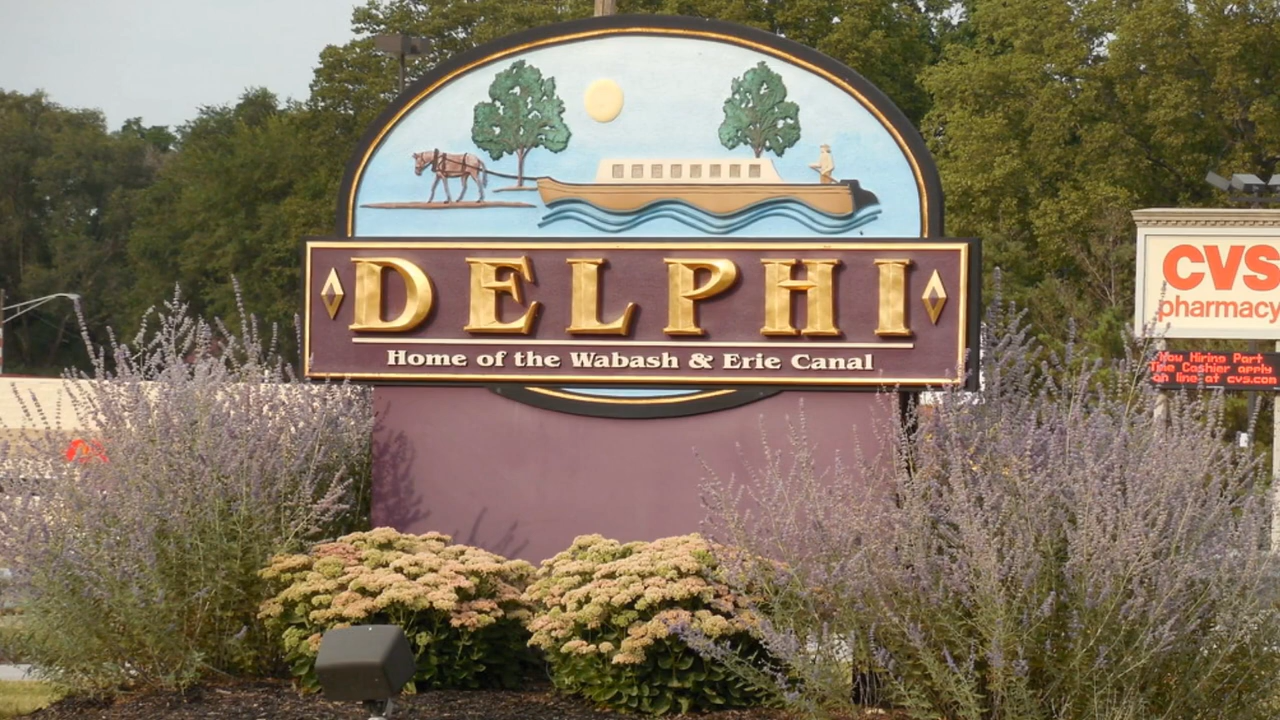 DELPHI
Home of the Wabash & Erie Canal
CVS
pharmacy
Now Hiring Part
Time Cashier apply
on line at cvs.com